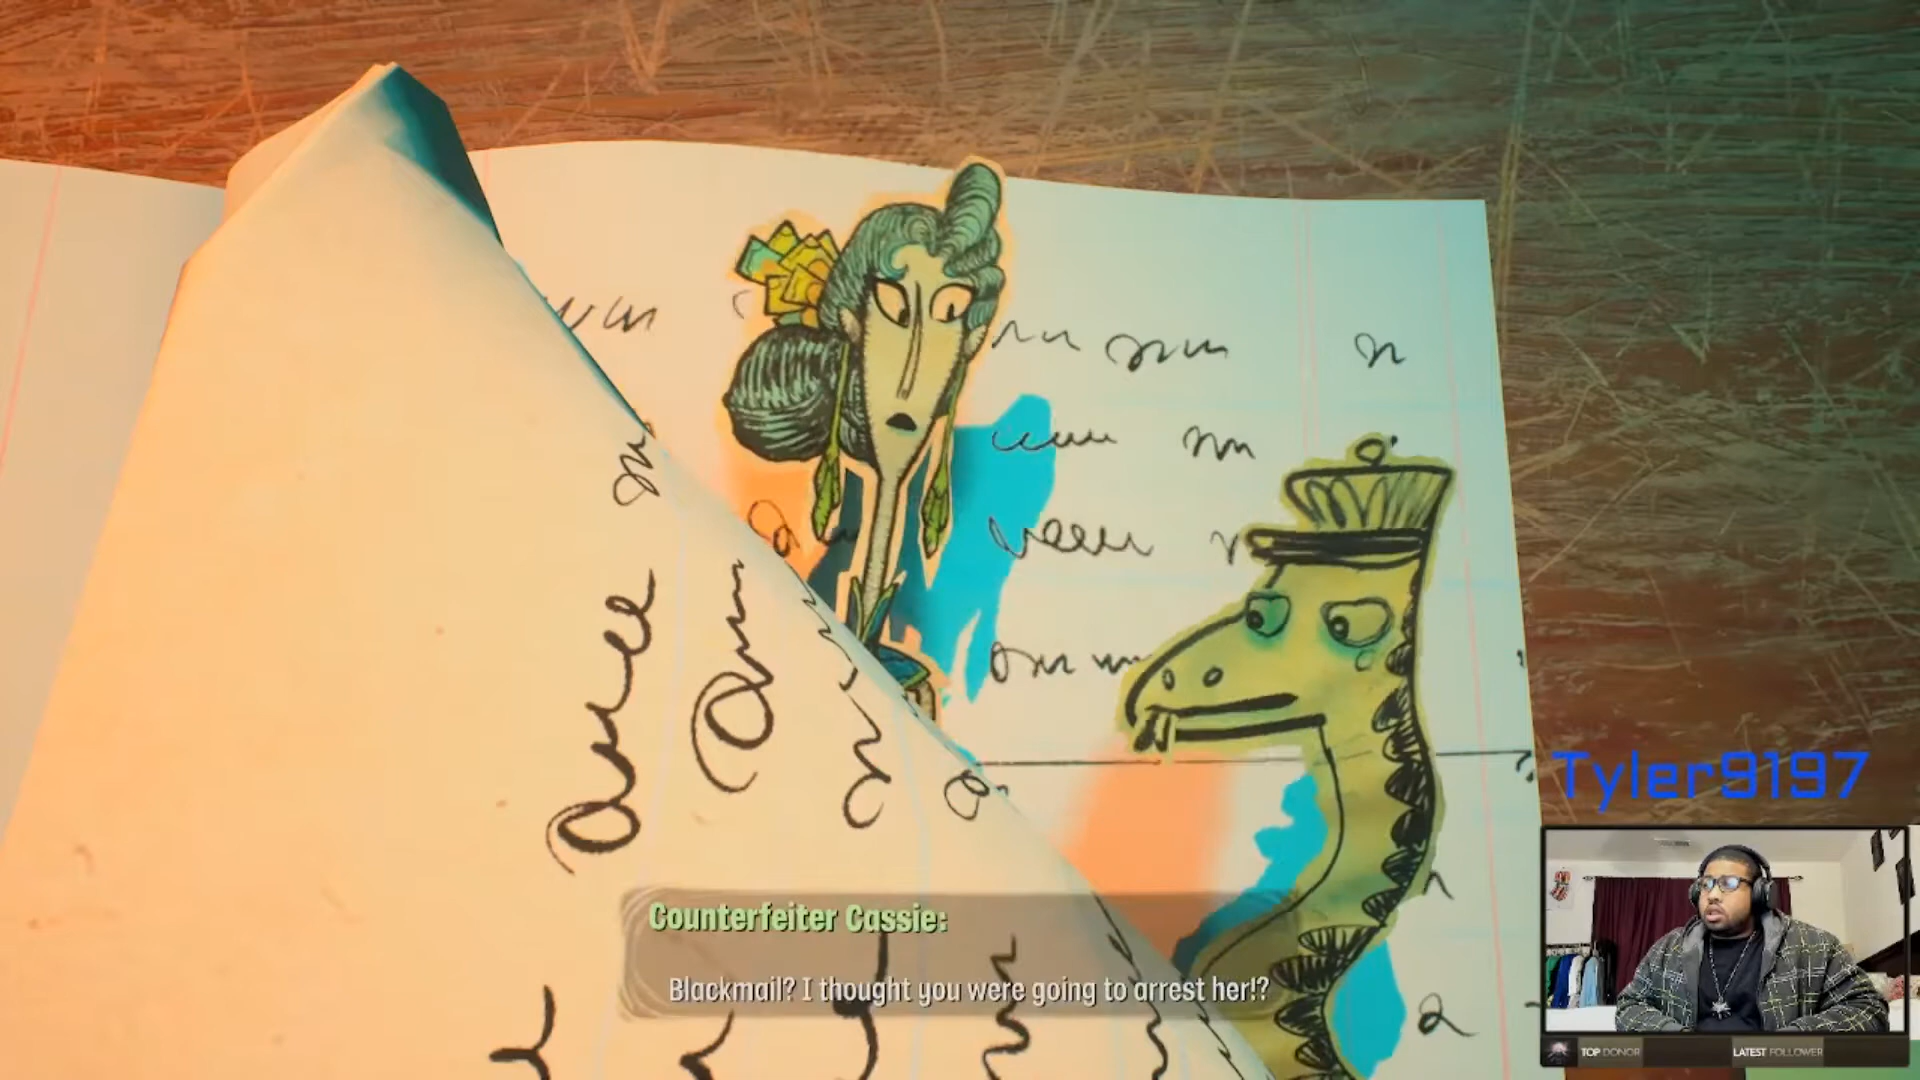 Tyler9197
Counterfeiter Cassie:
Blackmail? I thought you were going to arrest her!?
TOP DONOR
LATEST FOLLOWER